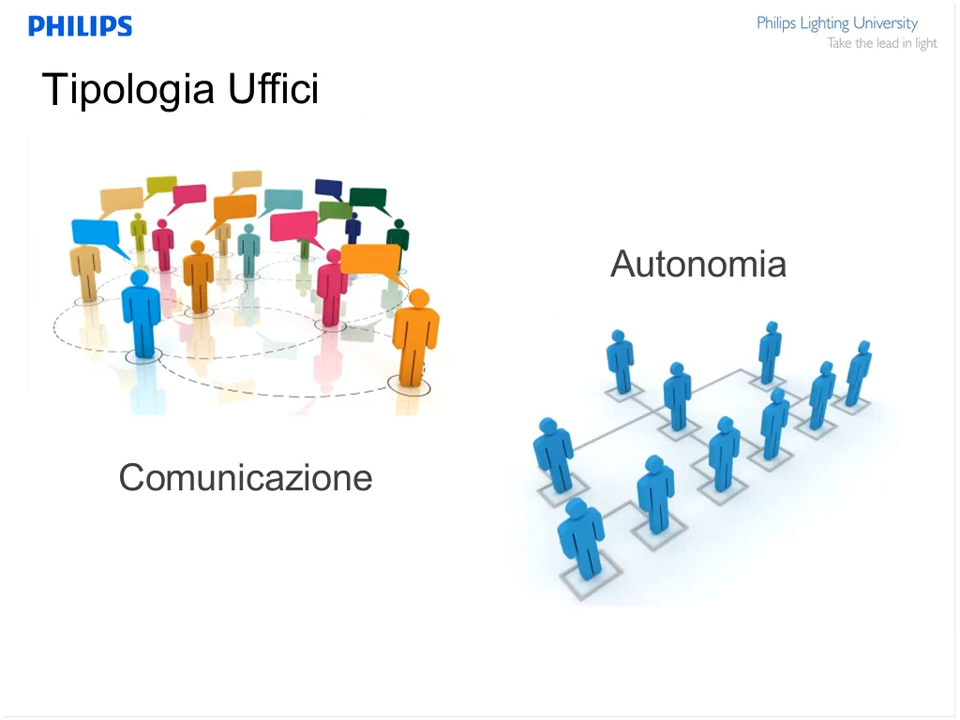 PHILIPS
Philips Lighting University
Take the lead in light
Tipologia Uffici
Autonomia
Comunicazione